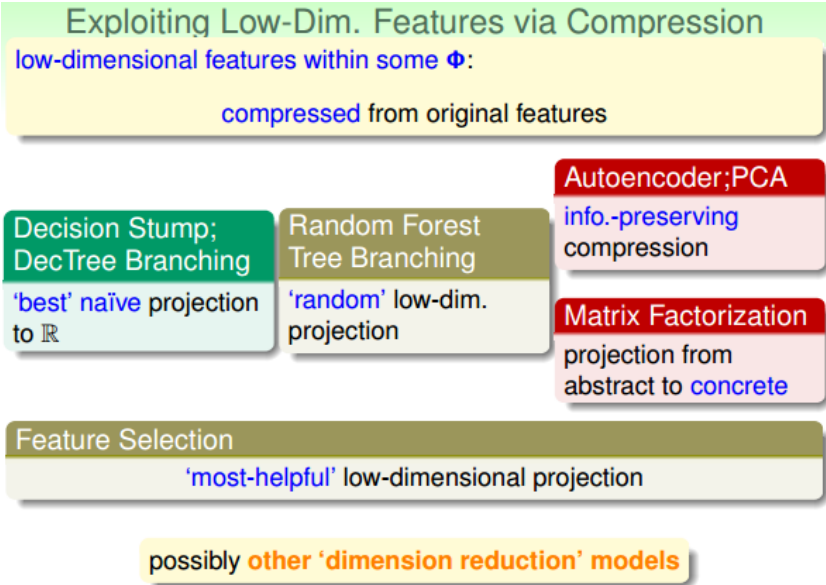 Exploiting Low-Dim. Features via Compression
low-dimensional features within some Φ:
compressed from original features
Decision Stump;
DecTree Branching
‘best’ naïve projection
to ℝ
Random Forest
Tree Branching
‘random’ low-dim.
projection
Autoencoder;PCA
info.-preserving
compression
Matrix Factorization
projection from
abstract to concrete
Feature Selection
‘most-helpful’ low-dimensional projection
possibly other ‘dimension reduction’ models